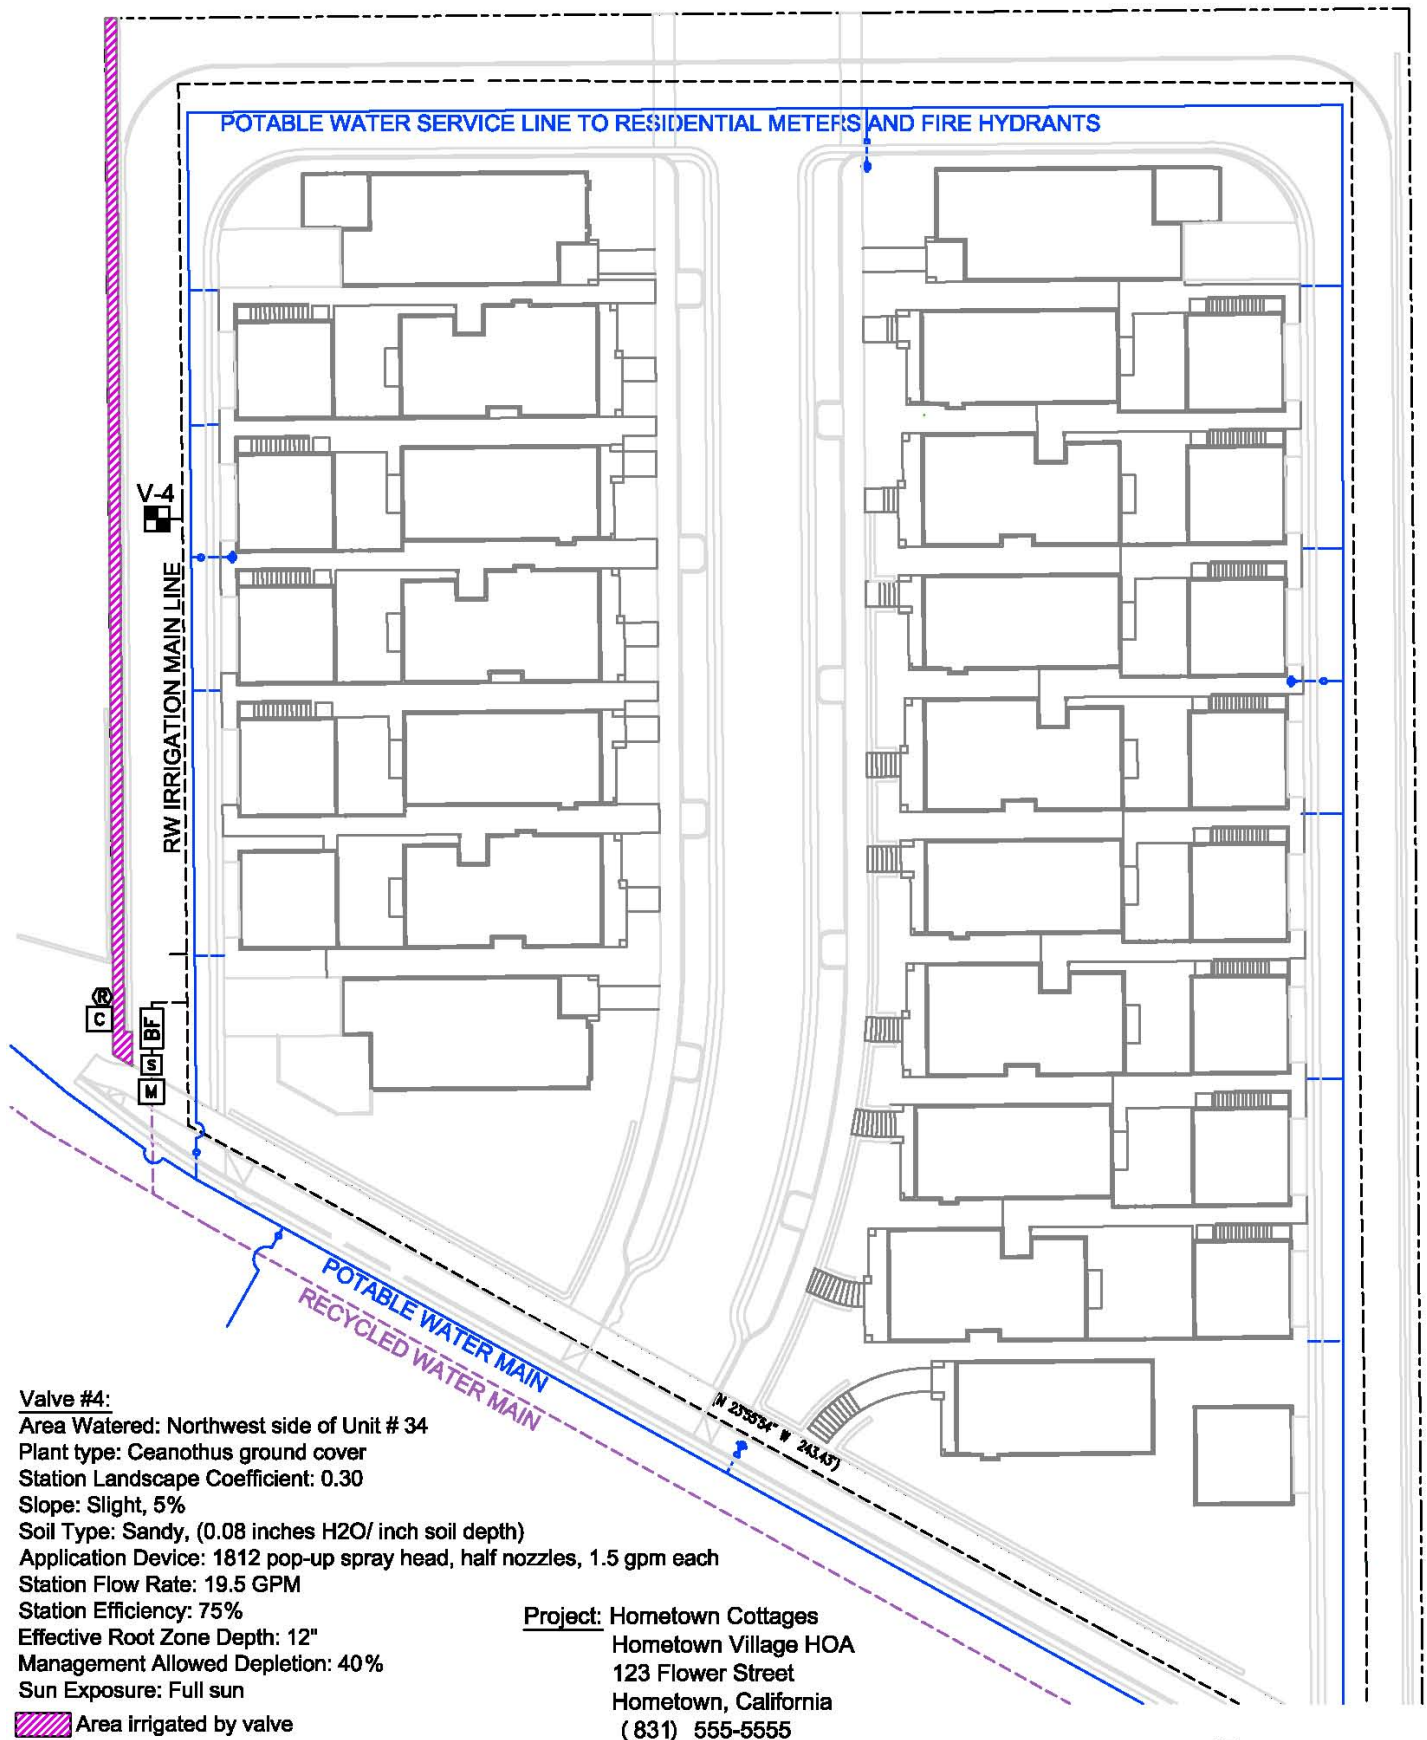 POTABLE WATER SERVICE LINE TO RESIDENTIAL METERS AND FIRE HYDRANTS
V-4
RW IRRIGATION MAIN LINE
R
C
BF
S
M
POTABLE WATER MAIN
RECYCLED WATER MAIN
(N 23°55'54" W 243.43')
Valve #4:
Area Watered: Northwest side of Unit # 34
Plant type: Ceanothus ground cover
Station Landscape Coefficient: 0.30
Slope: Slight, 5%
Soil Type: Sandy, (0.08 inches H2O/ inch soil depth)
Application Device: 1812 pop-up spray head, half nozzles, 1.5 gpm each
Station Flow Rate: 19.5 GPM
Station Efficiency: 75%
Effective Root Zone Depth: 12"
Management Allowed Depletion: 40%
Sun Exposure: Full sun
Area irrigated by valve
Project: Hometown Cottages
Hometown Village HOA
123 Flower Street
Hometown, California
(831) 555-5555